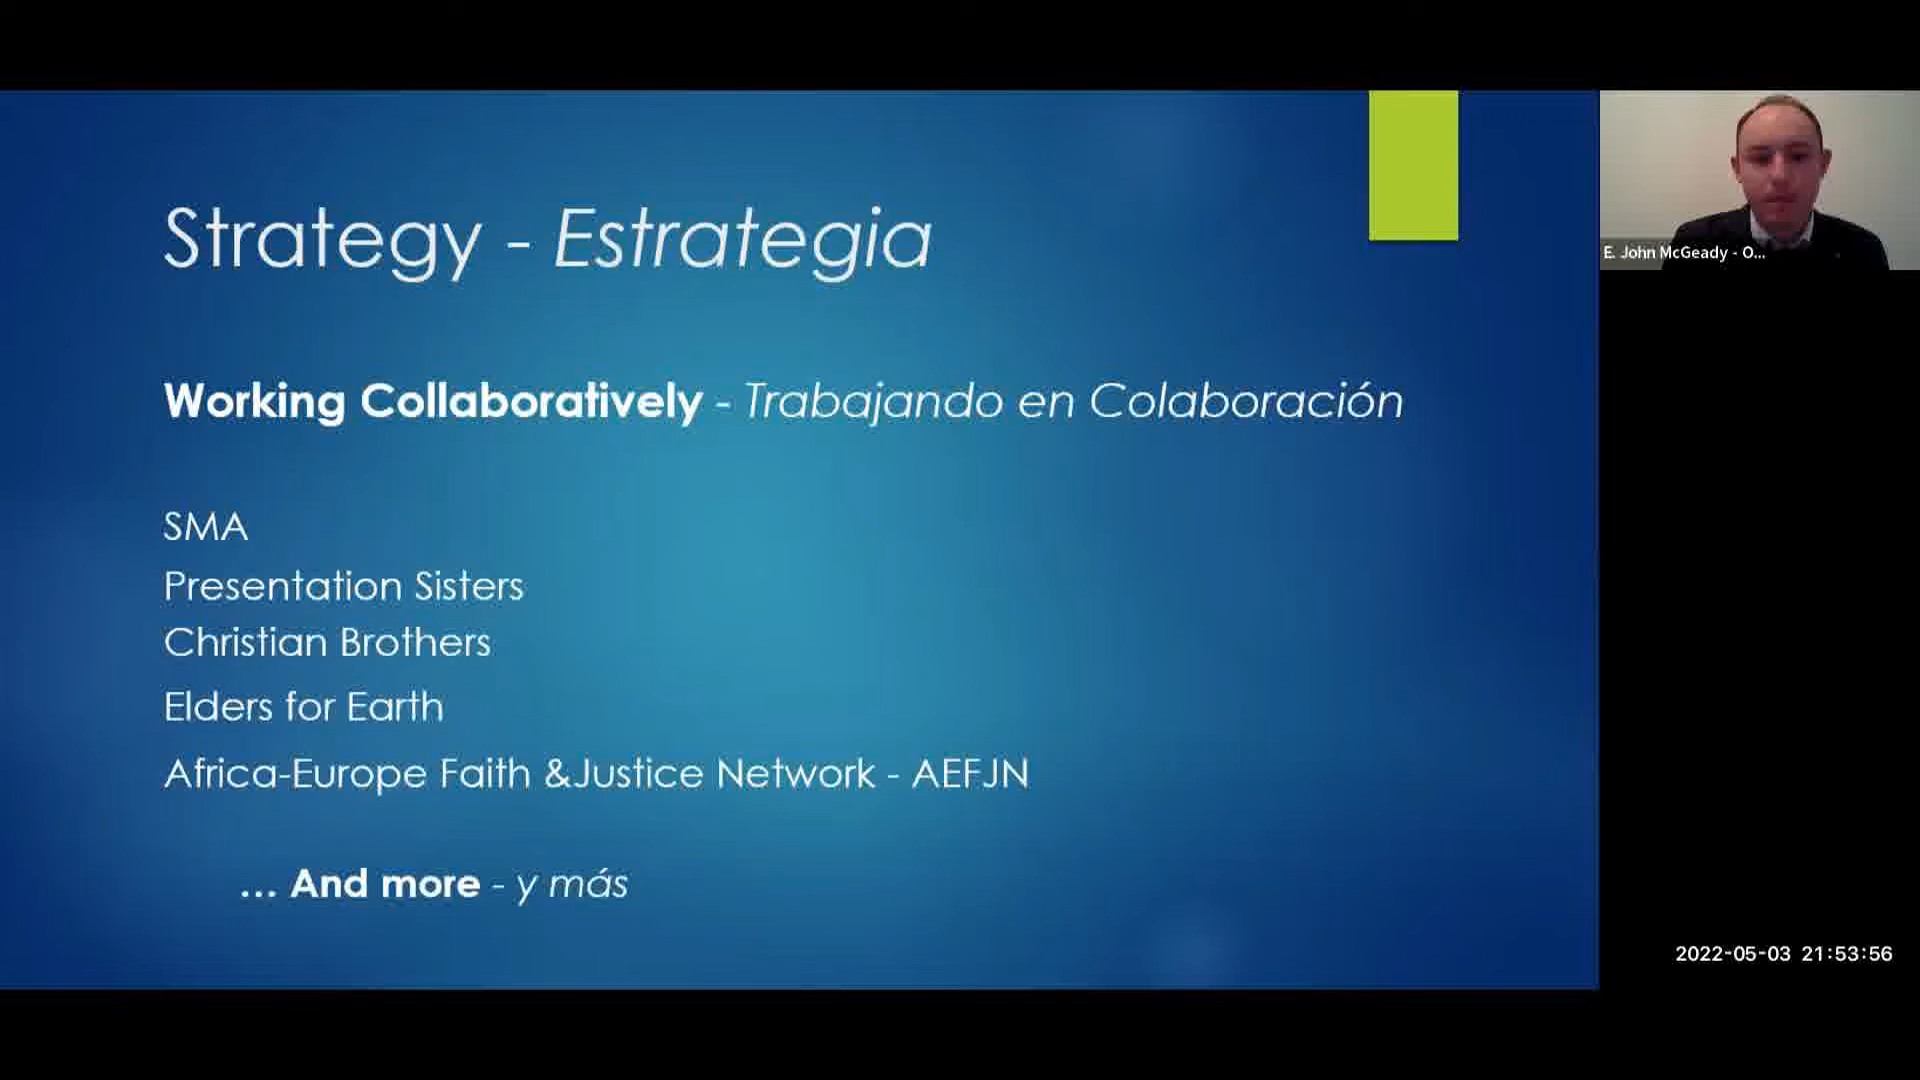 Strategy - Estrategia
Working Collaboratively - Trabajando en Colaboración
SMA
Presentation Sisters
Christian Brothers
Elders for Earth
Africa-Europe Faith &Justice Network - AEFJN
... And more - y más
E. John McGeady - O...
2022-05-03 21:53:56